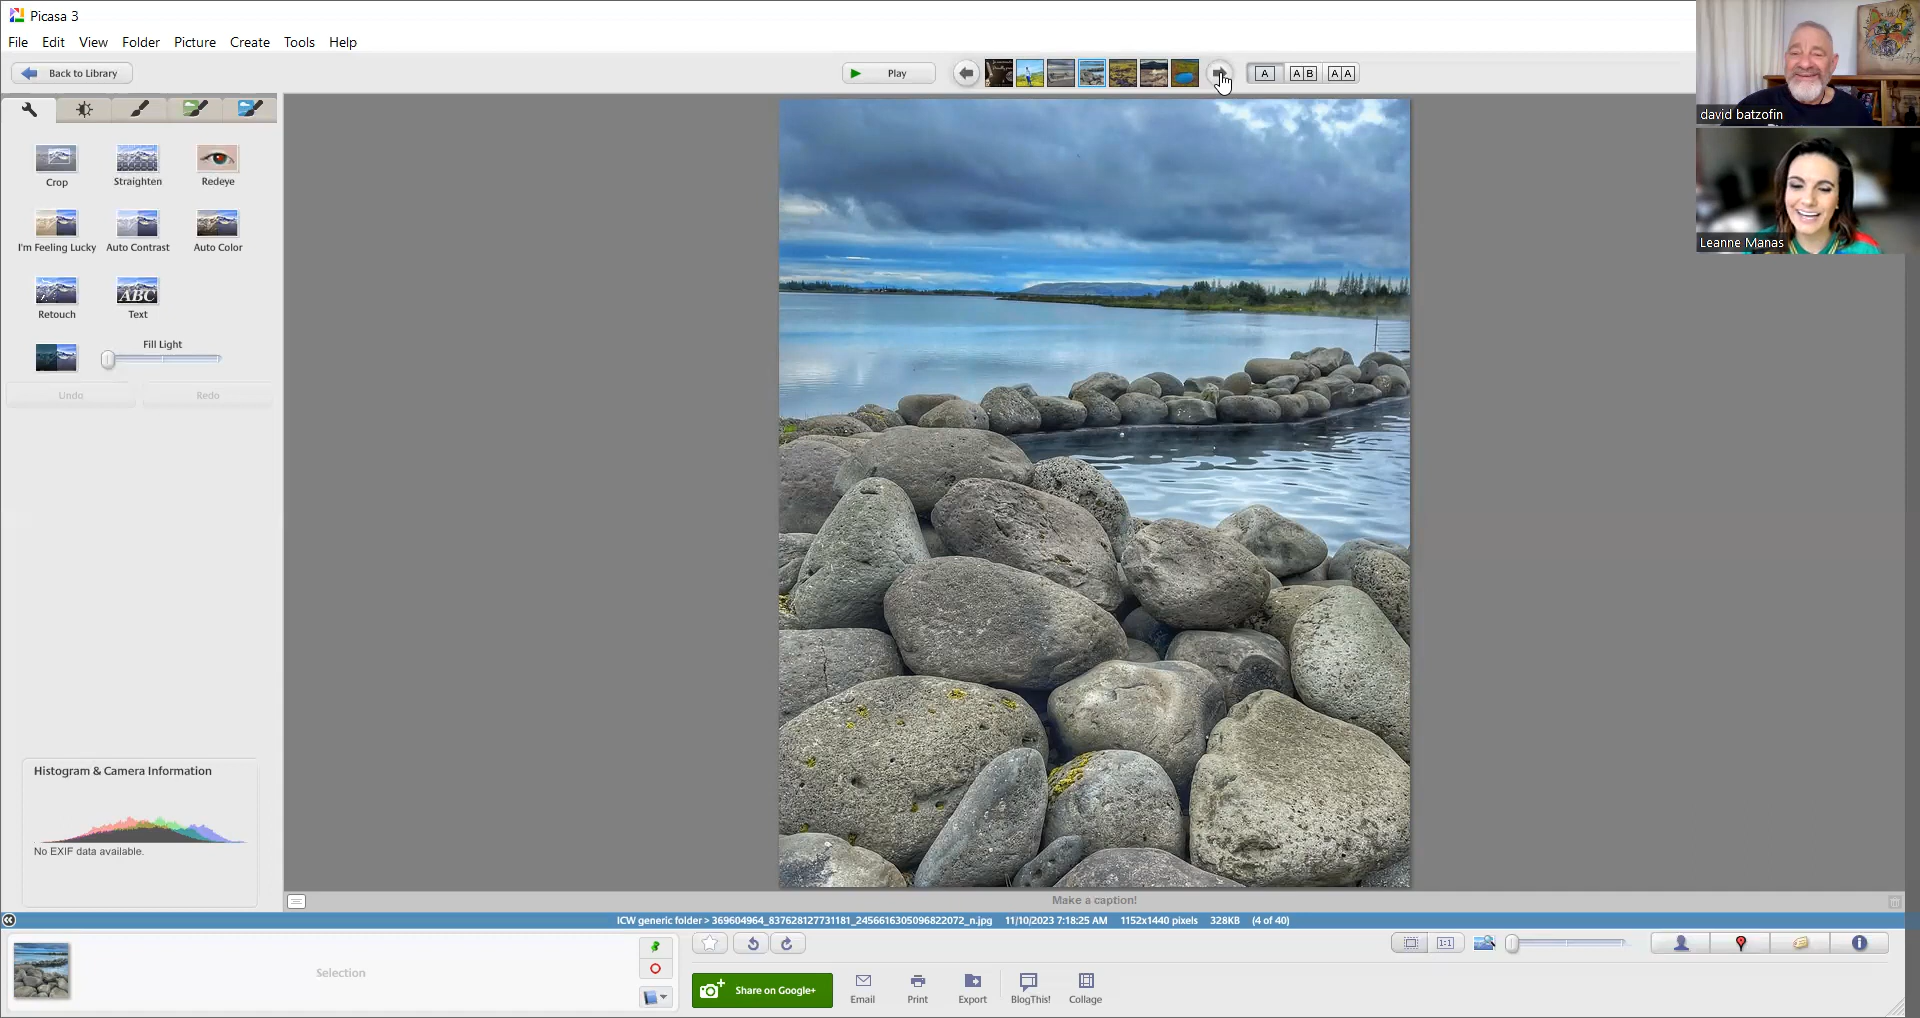 Picasa 3
File Edit View Folder Picture Create Tools Help
Back to Library
Play
A A B A A
david batzofin
Leanne Manas
Crop Straighten Redeye
I'm Feeling Lucky Auto Contrast Auto Color
ABC
Retouch Text
Fill Light
Undo Redo
Histogram & Camera Information
No EXIF data available.
Make a caption!
ICW generic folder > 369604964_837628127731181_2456616305096822072_n.jpg 11/10/2023 7:18:25 AM 1152x1440 pixels 328KB (4 of 40)
1:1
Selection
Share on Google+
Email Print Export BlogThis! Collage